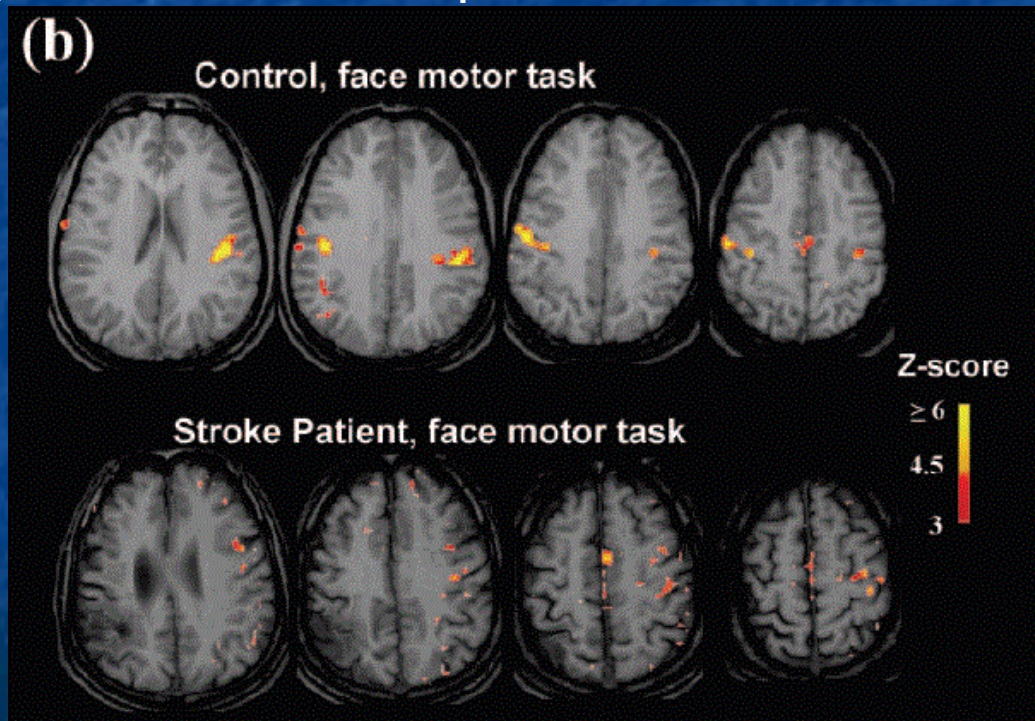 (b)
Control, face motor task
Z-score
≥ 6
4.5
3
Stroke Patient, face motor task